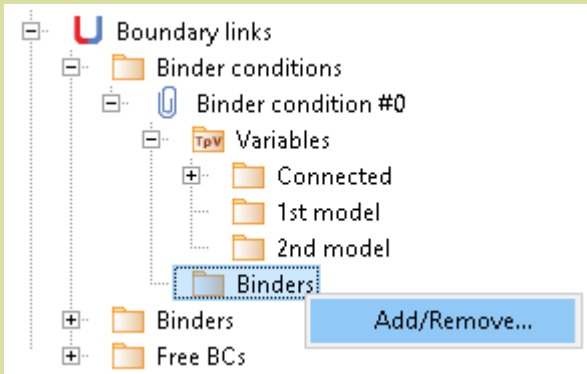 Boundary links
Binder conditions
Binder condition #0
TpV Variables
Connected
1st model
2nd model
Binders
Binders Add/Remove...
Free BCs